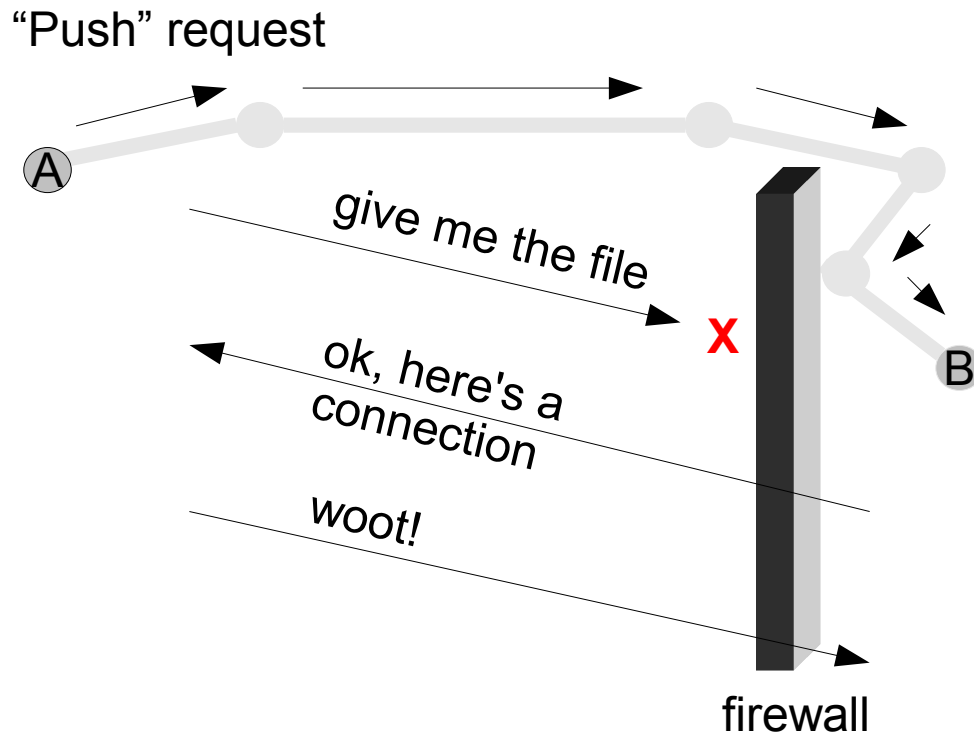 “Push” request
A
give me the file
X
ok, here's a
connection
B
woot!
firewall